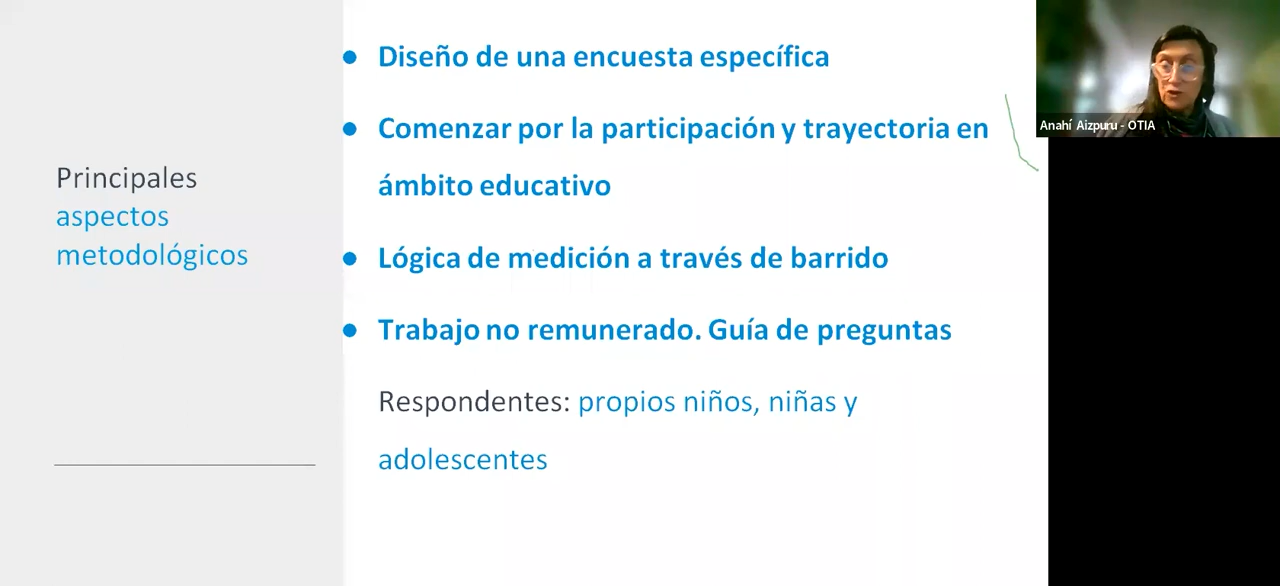 Principales
aspectos
metodológicos
● Diseño de una encuesta específica
● Comenzar por la participación y trayectoria en
ámbito educativo
● Lógica de medición a través de barrido
● Trabajo no remunerado. Guía de preguntas
Respondentes: propios niños, niñas y
adolescentes
Anahí Aizpuru - OTIA